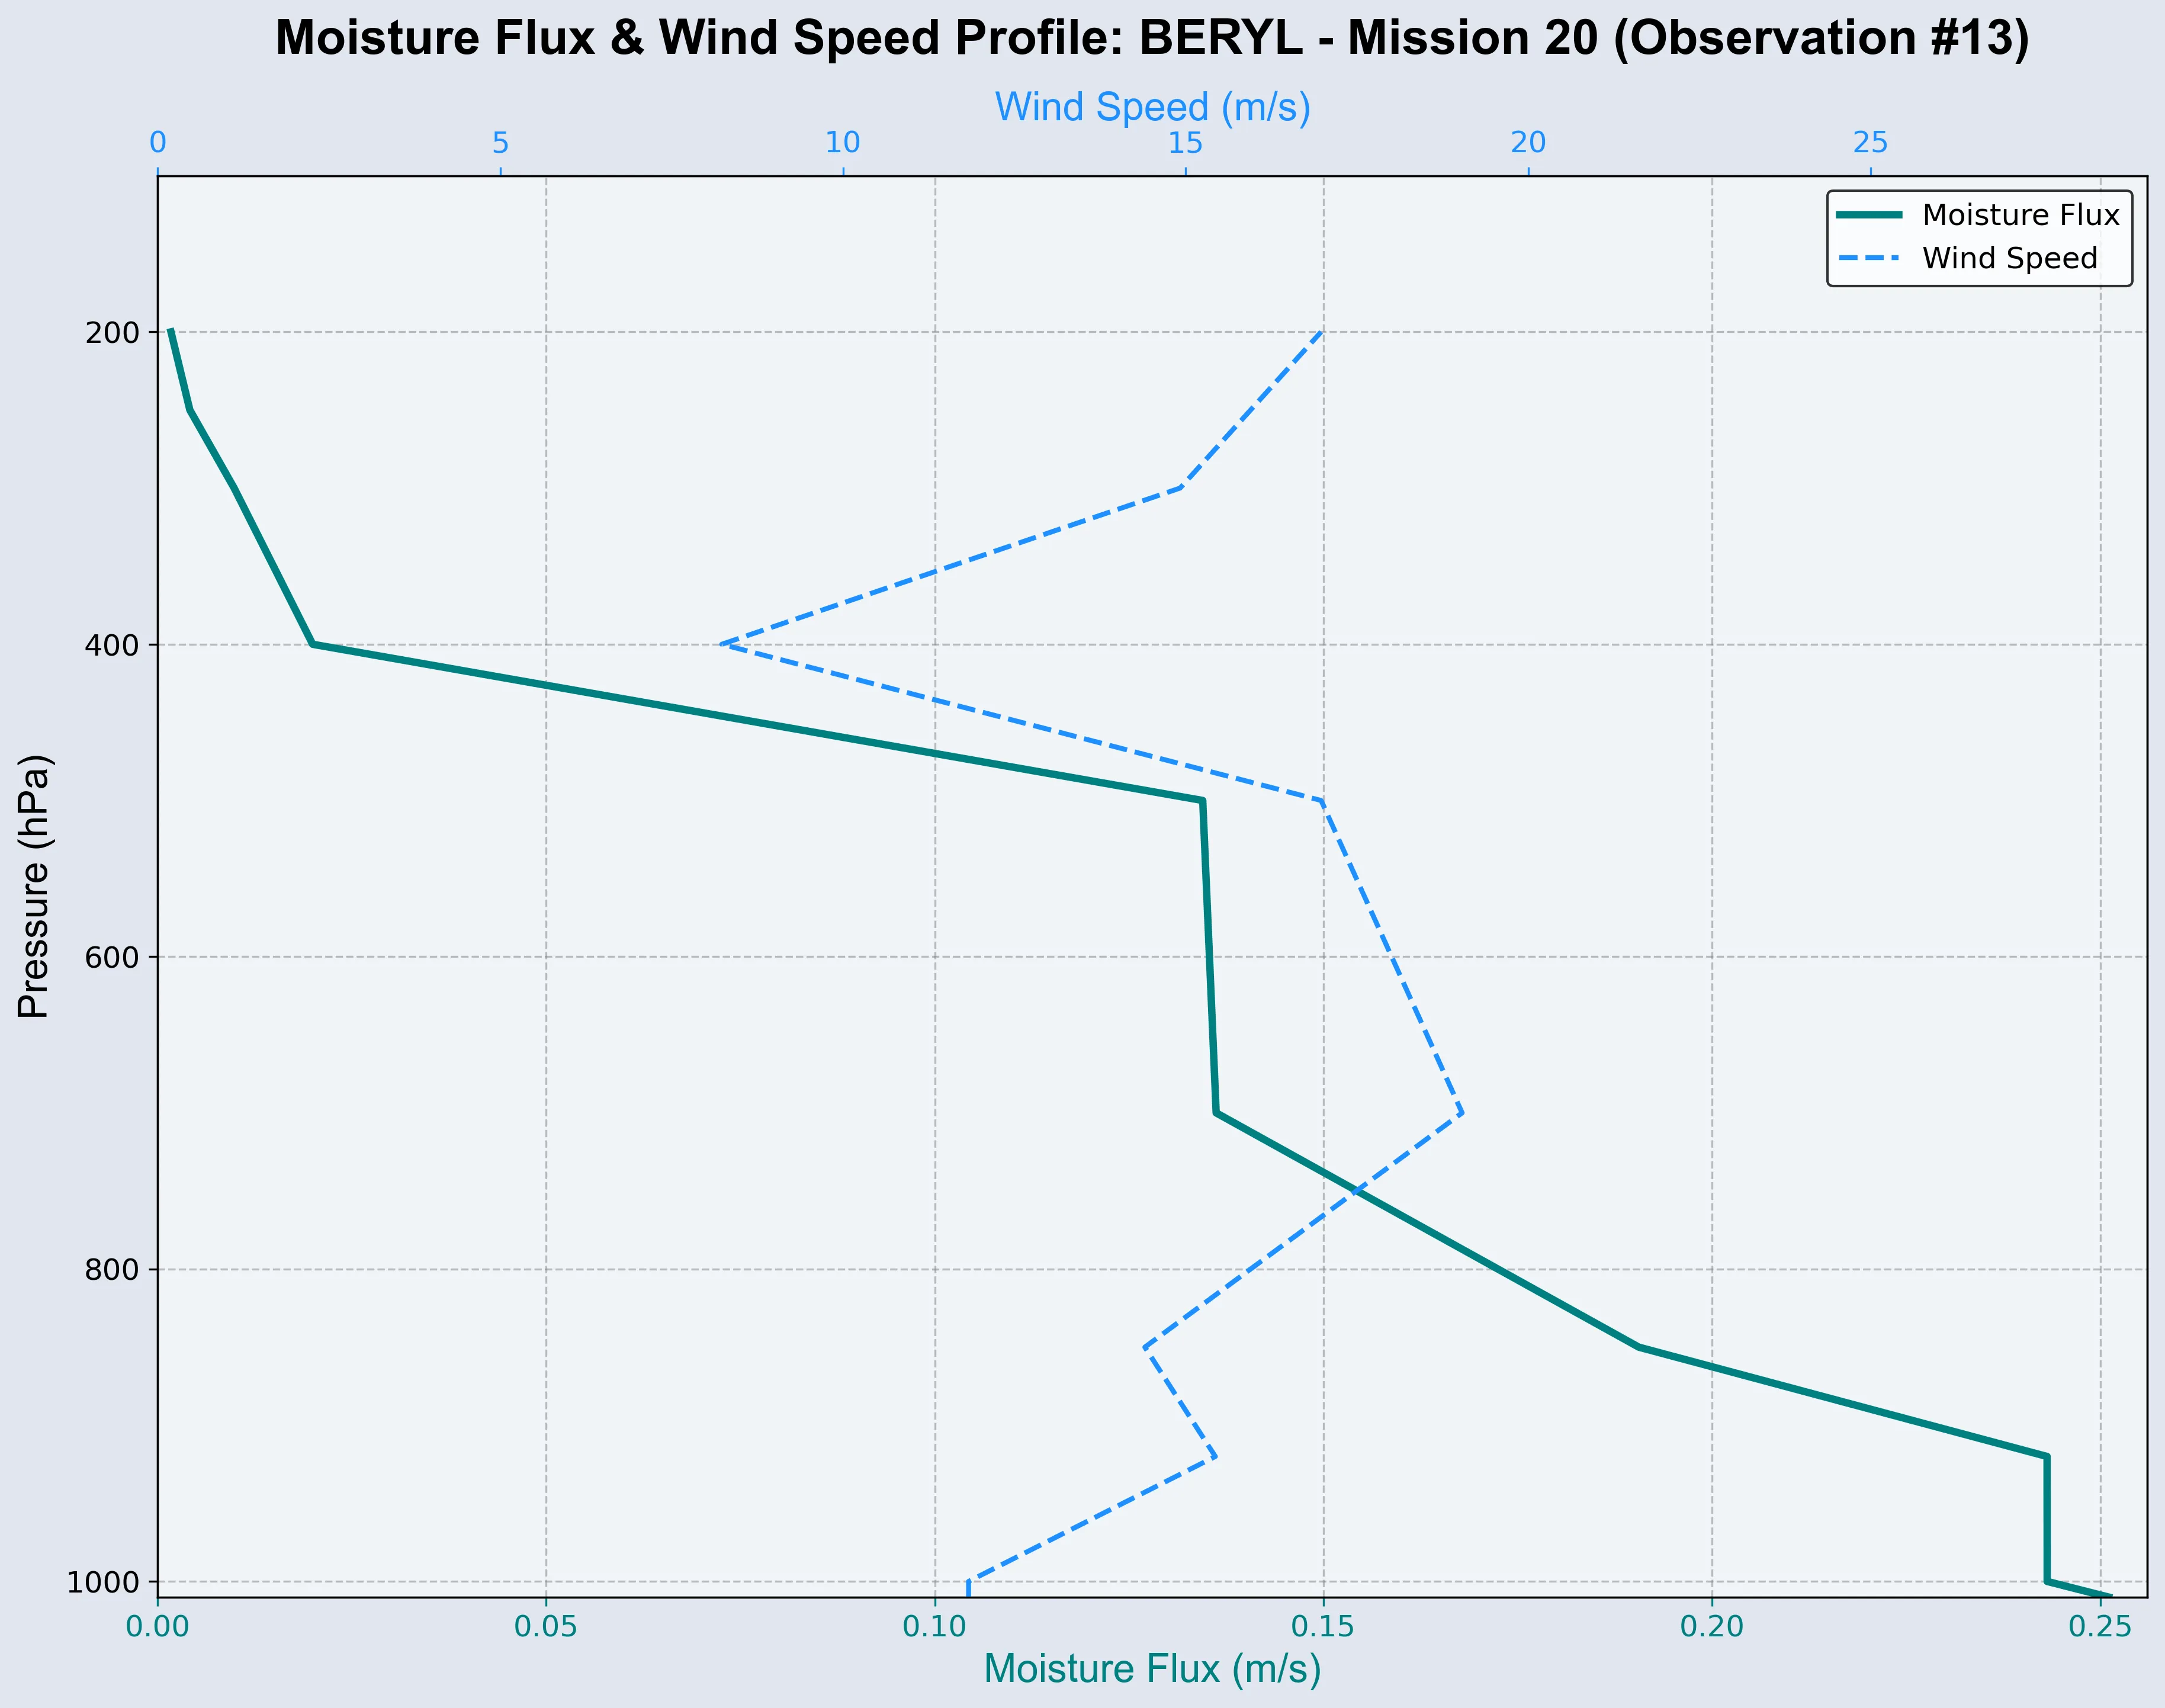 Moisture Flux & Wind Speed Profile: BERYL - Mission 20 (Observation #13)
Wind Speed (m/s)
0 5 10 15 20 25
Moisture Flux
Wind Speed
200
400
600
800
1000
Pressure (hPa)
0.00 0.05 0.10 0.15 0.20 0.25
Moisture Flux (m/s)